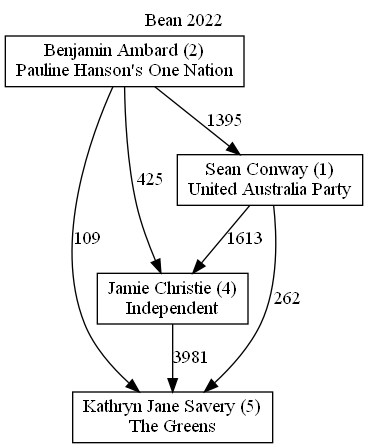 Bean 2022
Benjamin Ambard (2)
Pauline Hanson's One Nation
1395
Sean Conway (1)
United Australia Party
425
109
1613
Jamie Christie (4)
Independent
262
3981
Kathryn Jane Savery (5)
The Greens